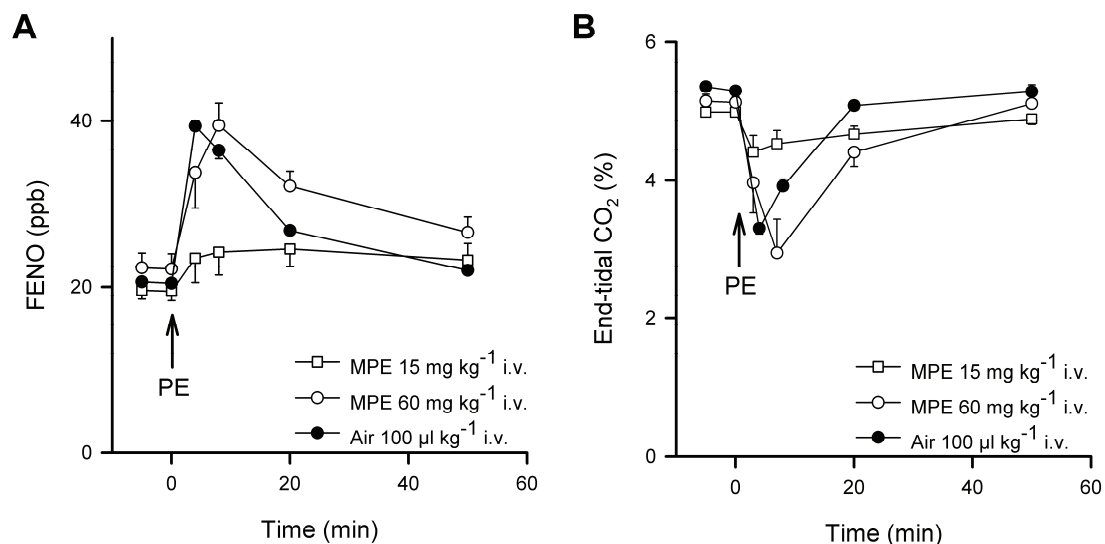 A
FENO (ppb)
40
20
0
PE
MPE 15 mg kg⁻¹ i.v.
MPE 60 mg kg⁻¹ i.v.
Air 100 µl kg⁻¹ i.v.
0 20 40 60
Time (min)
B
End-tidal CO₂ (%)
6
4
2
0
PE
MPE 15 mg kg⁻¹ i.v.
MPE 60 mg kg⁻¹ i.v.
Air 100 µl kg⁻¹ i.v.
0 20 40 60
Time (min)